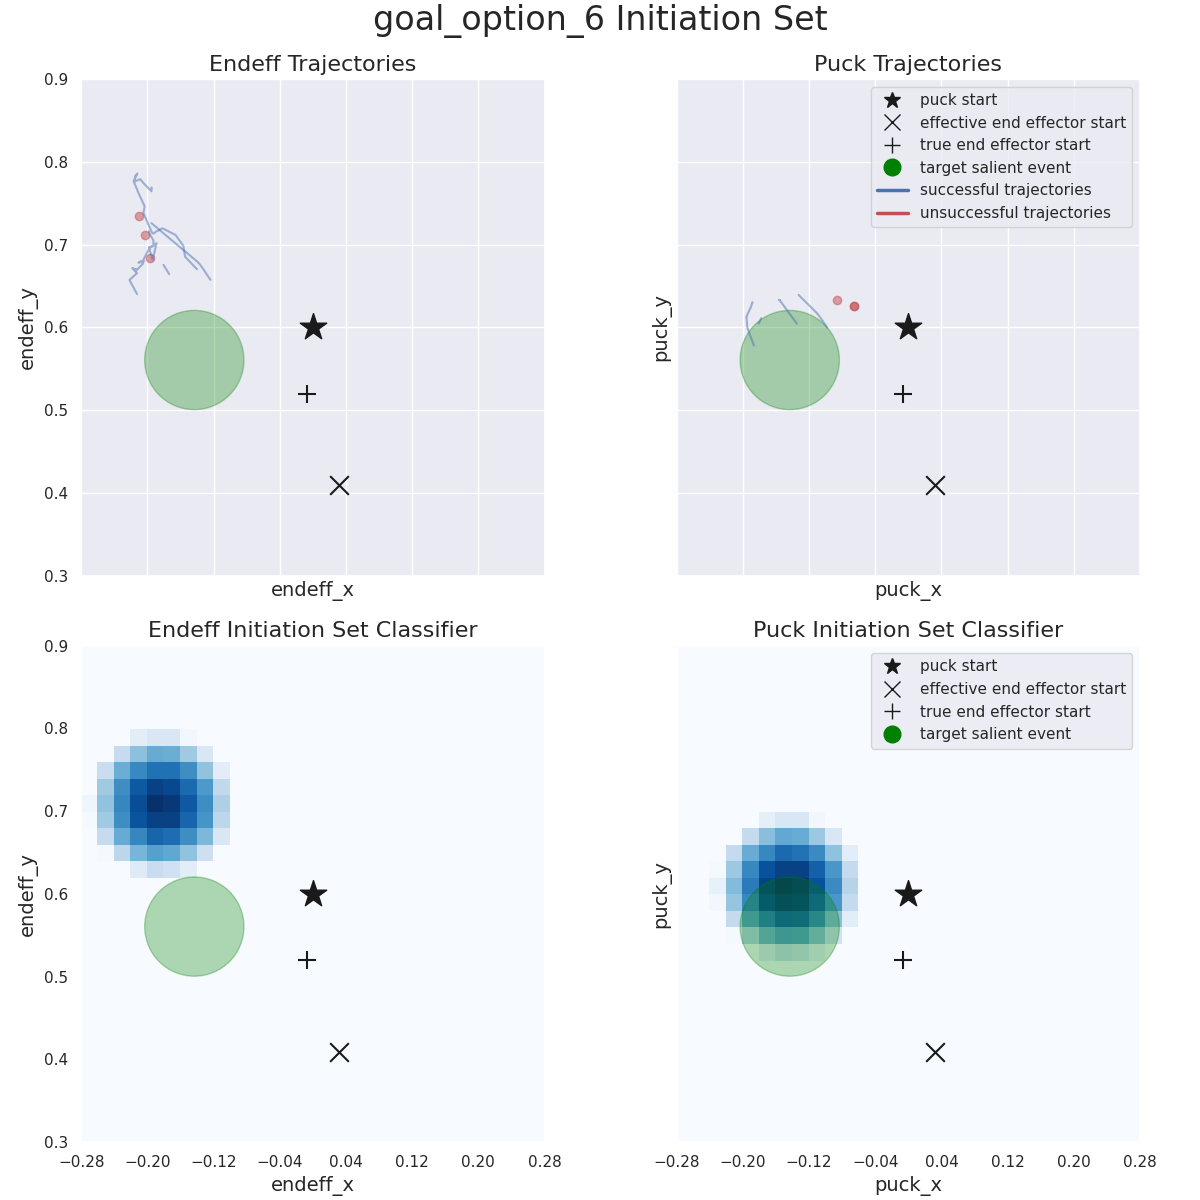 goal_option_6 Initiation Set
Endeff Trajectories
0.9
0.8
0.7
0.6
0.5
0.4
0.3
endeff_y
endeff_x
Puck Trajectories
puck start
effective end effector start
true end effector start
target salient event
successful trajectories
unsuccessful trajectories
puck_y
puck_x
Endeff Initiation Set Classifier
0.9
0.8
0.7
0.6
0.5
0.4
0.3
endeff_y
−0.28 −0.20 −0.12 −0.04 0.04 0.12 0.20 0.28
endeff_x
Puck Initiation Set Classifier
puck start
effective end effector start
true end effector start
target salient event
puck_y
−0.28 −0.20 −0.12 −0.04 0.04 0.12 0.20 0.28
puck_x